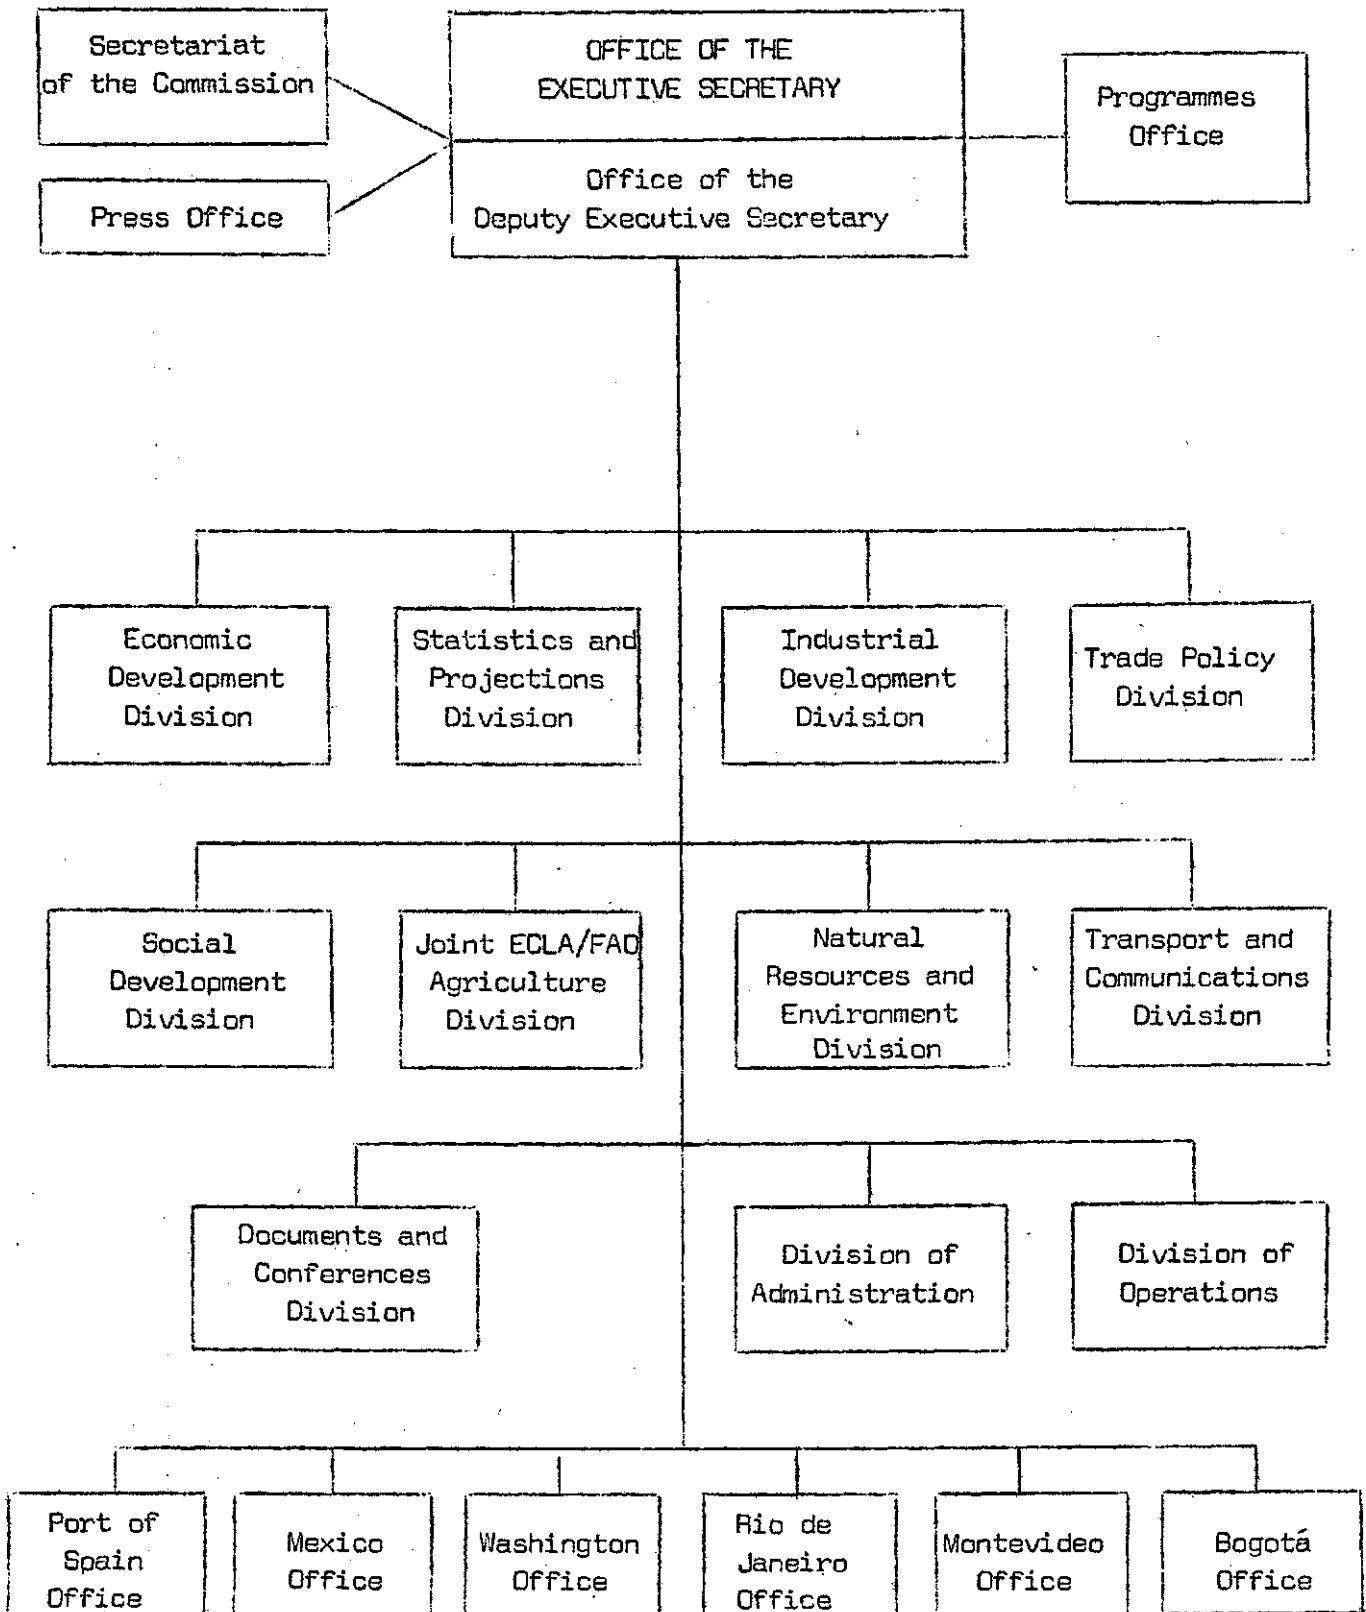 Secretariat
of the Commission
OFFICE OF THE
EXECUTIVE SECRETARY
Programmes
Office
Press Office
Office of the
Deputy Executive Secretary
Economic
Development
Division
Statistics and
Projections
Division
Industrial
Development
Division
Trade Policy
Division
Social
Development
Division
Joint ECLA/FAO
Agriculture
Division
Natural
Resources and
Environment
Division
Transport and
Communications
Division
Documents and
Conferences
Division
Division of
Administration
Division of
Operations
Port of
Spain
Office
Mexico
Office
Washington
Office
Rio de
Janeiro
Office
Montevideo
Office
Bogotá
Office